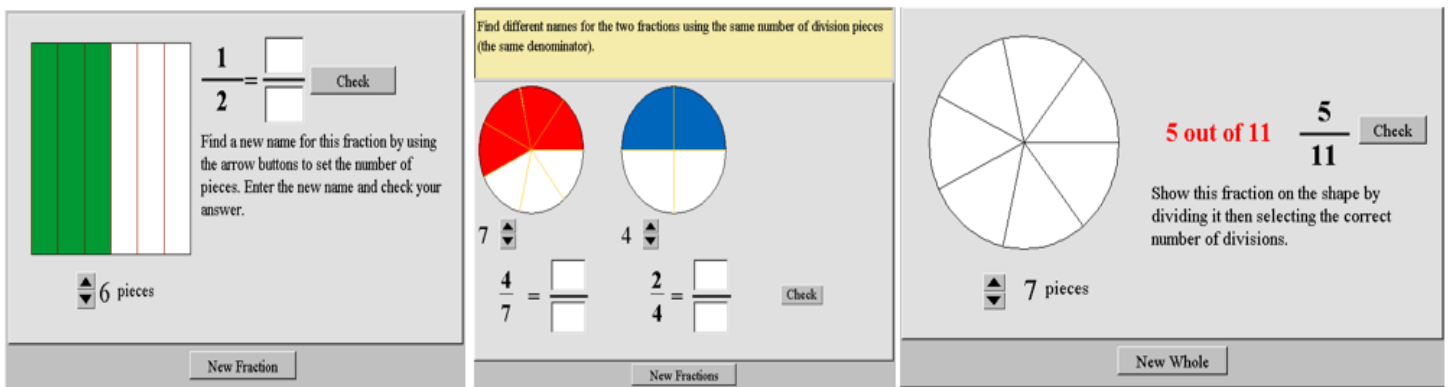 1
2
=
Check
Find a new name for this fraction by using
the arrow buttons to set the number of
pieces. Enter the new name and check your
answer.
6 pieces
New Fraction
Find different names for the two fractions using the same number of division pieces
(the same denominator).
7
4
4
7
=
2
4
=
Check
New Fractions
5 out of 11
5
11
Check
Show this fraction on the shape by
dividing it then selecting the correct
number of divisions.
7 pieces
New Whole